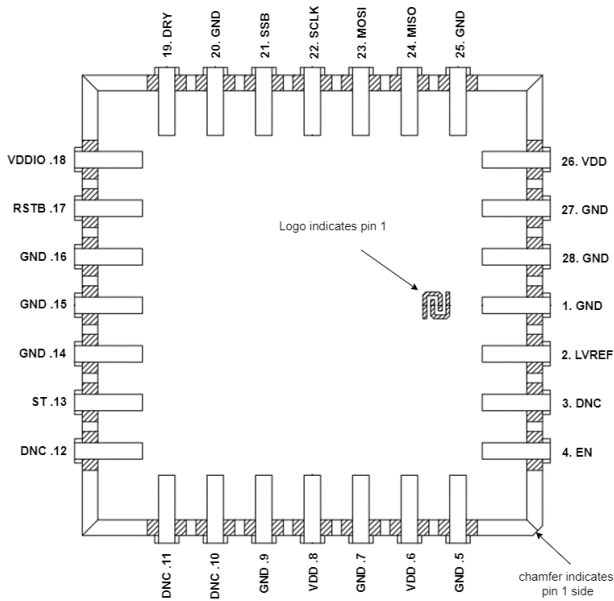 19. DRY
20. GND
21. SSB
22. SCLK
23. MOSI
24. MISO
25. GND
VDDIO .18
RSTB .17
GND .16
GND .15
GND .14
ST .13
DNC .12
Logo indicates pin 1
26. VDD
27. GND
28. GND
1. GND
2. LVREF
3. DNC
4. EN
DNC .11
DNC .10
GND .9
VDD .8
GND .7
VDD .6
GND .5
chamfer indicates
pin 1 side